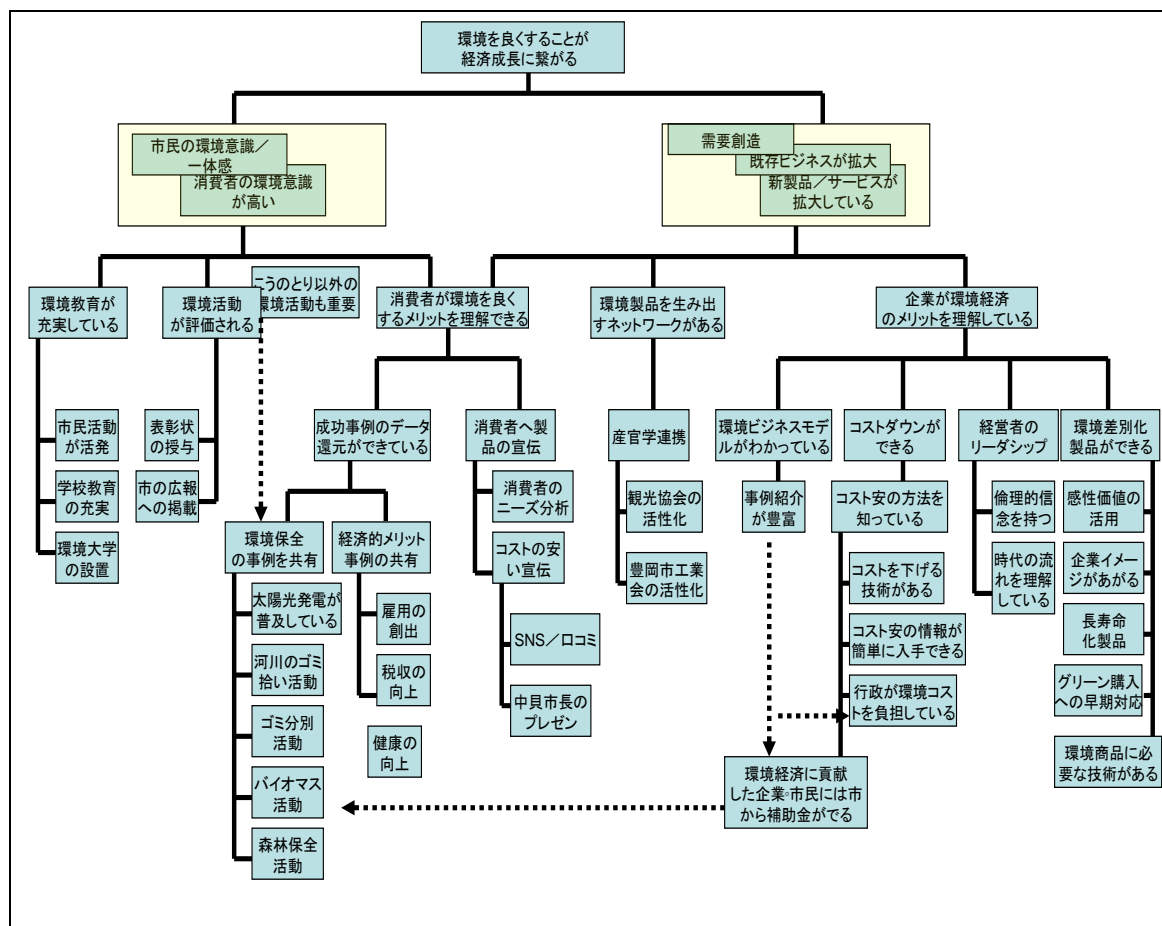 環境を良くすることが
経済成長に繋がる
市民の環境意識／
一体感
消費者の環境意識
が高い
需要創造
既存ビジネスが拡大
新製品／サービスが
拡大している
環境教育が
充実している
環境活動
が評価される
こうのとり以外の
環境活動も重要
消費者が環境を良く
するメリットを理解できる
環境製品を生み出
すネットワークがある
企業が環境経済
のメリットを理解している
市民活動
が活発
学校教育
の充実
環境大学
の設置
表彰状
の授与
市の広報
への掲載
成功事例のデータ
還元ができている
消費者へ製
品の宣伝
産官学連携
環境ビジネスモデ
ルがわかっている
コストダウンが
できる
経営者の
リーダシップ
環境差別化
製品ができる
環境保全
の事例を共有
経済的メリット
事例の共有
消費者の
ニーズ分析
コストの安
い宣伝
観光協会の
活性化
豊岡市工業
会の活性化
事例紹介
が豊富
コスト安の方法を
知っている
倫理的信
念を持つ
時代の流
れを理解
している
感性価値の
活用
企業イメー
ジがあがる
長寿命
化製品
グリーン購入
への早期対応
環境商品に必
要な技術がある
太陽光発電が
普及している
河川のゴミ
拾い活動
ゴミ分別
活動
バイオマス
活動
森林保全
活動
雇用の
創出
税収の
向上
健康の
向上
SNS／口コミ
中貝市長の
プレゼン
コストを下げる
技術がある
コスト安の情報が
簡単に入手できる
行政が環境コス
トを負担している
環境経済に貢献
した企業・市民には市
から補助金がでる